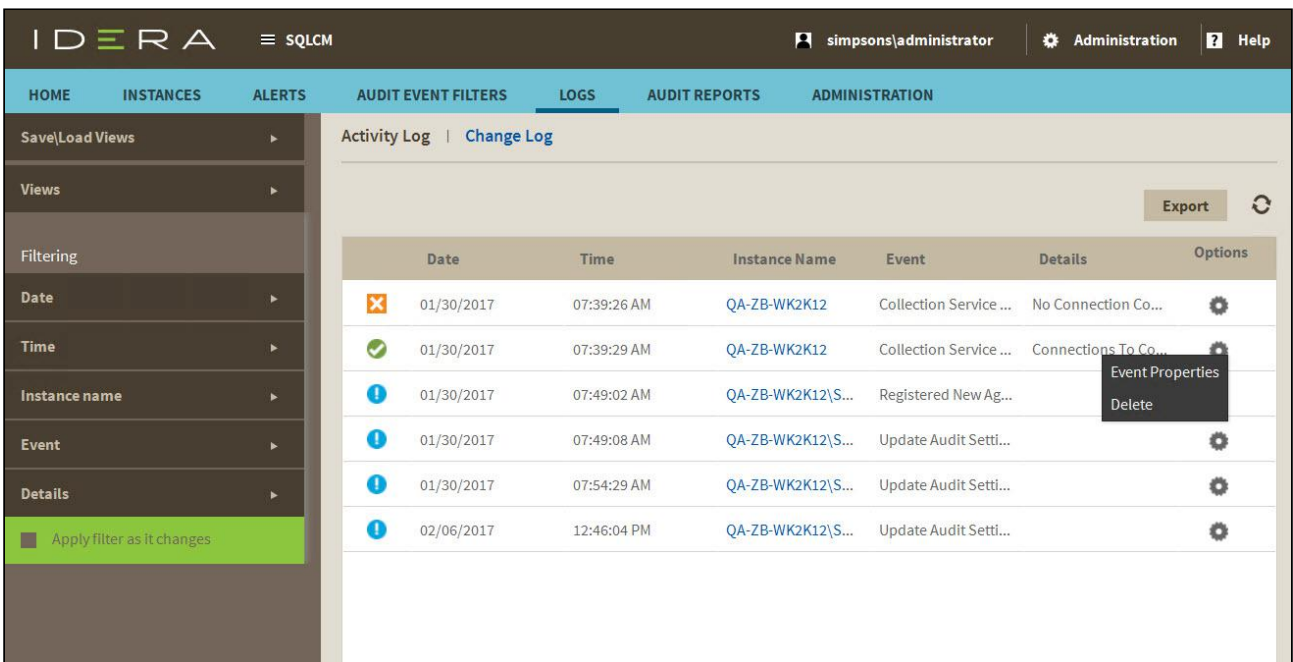 IDERA SQLCM simpsons\administrator Administration ? Help
HOME INSTANCES ALERTS AUDIT EVENT FILTERS LOGS AUDIT REPORTS ADMINISTRATION
Save\Load Views
Activity Log | Change Log
Views
Export
Filtering
Date Time Instance Name Event Details Options
Date
01/30/2017 07:39:26 AM QA-ZB-WK2K12 Collection Service ... No Connection Co...
Time
01/30/2017 07:39:29 AM QA-ZB-WK2K12 Collection Service ... Connections To Co...
Event Properties
Instance name
01/30/2017 07:49:02 AM QA-ZB-WK2K12\S... Registered New Ag...
Delete
Event
01/30/2017 07:49:08 AM QA-ZB-WK2K12\S... Update Audit Setti...
Details
01/30/2017 07:54:29 AM QA-ZB-WK2K12\S... Update Audit Setti...
Apply filter as it changes
02/06/2017 12:46:04 PM QA-ZB-WK2K12\S... Update Audit Setti...